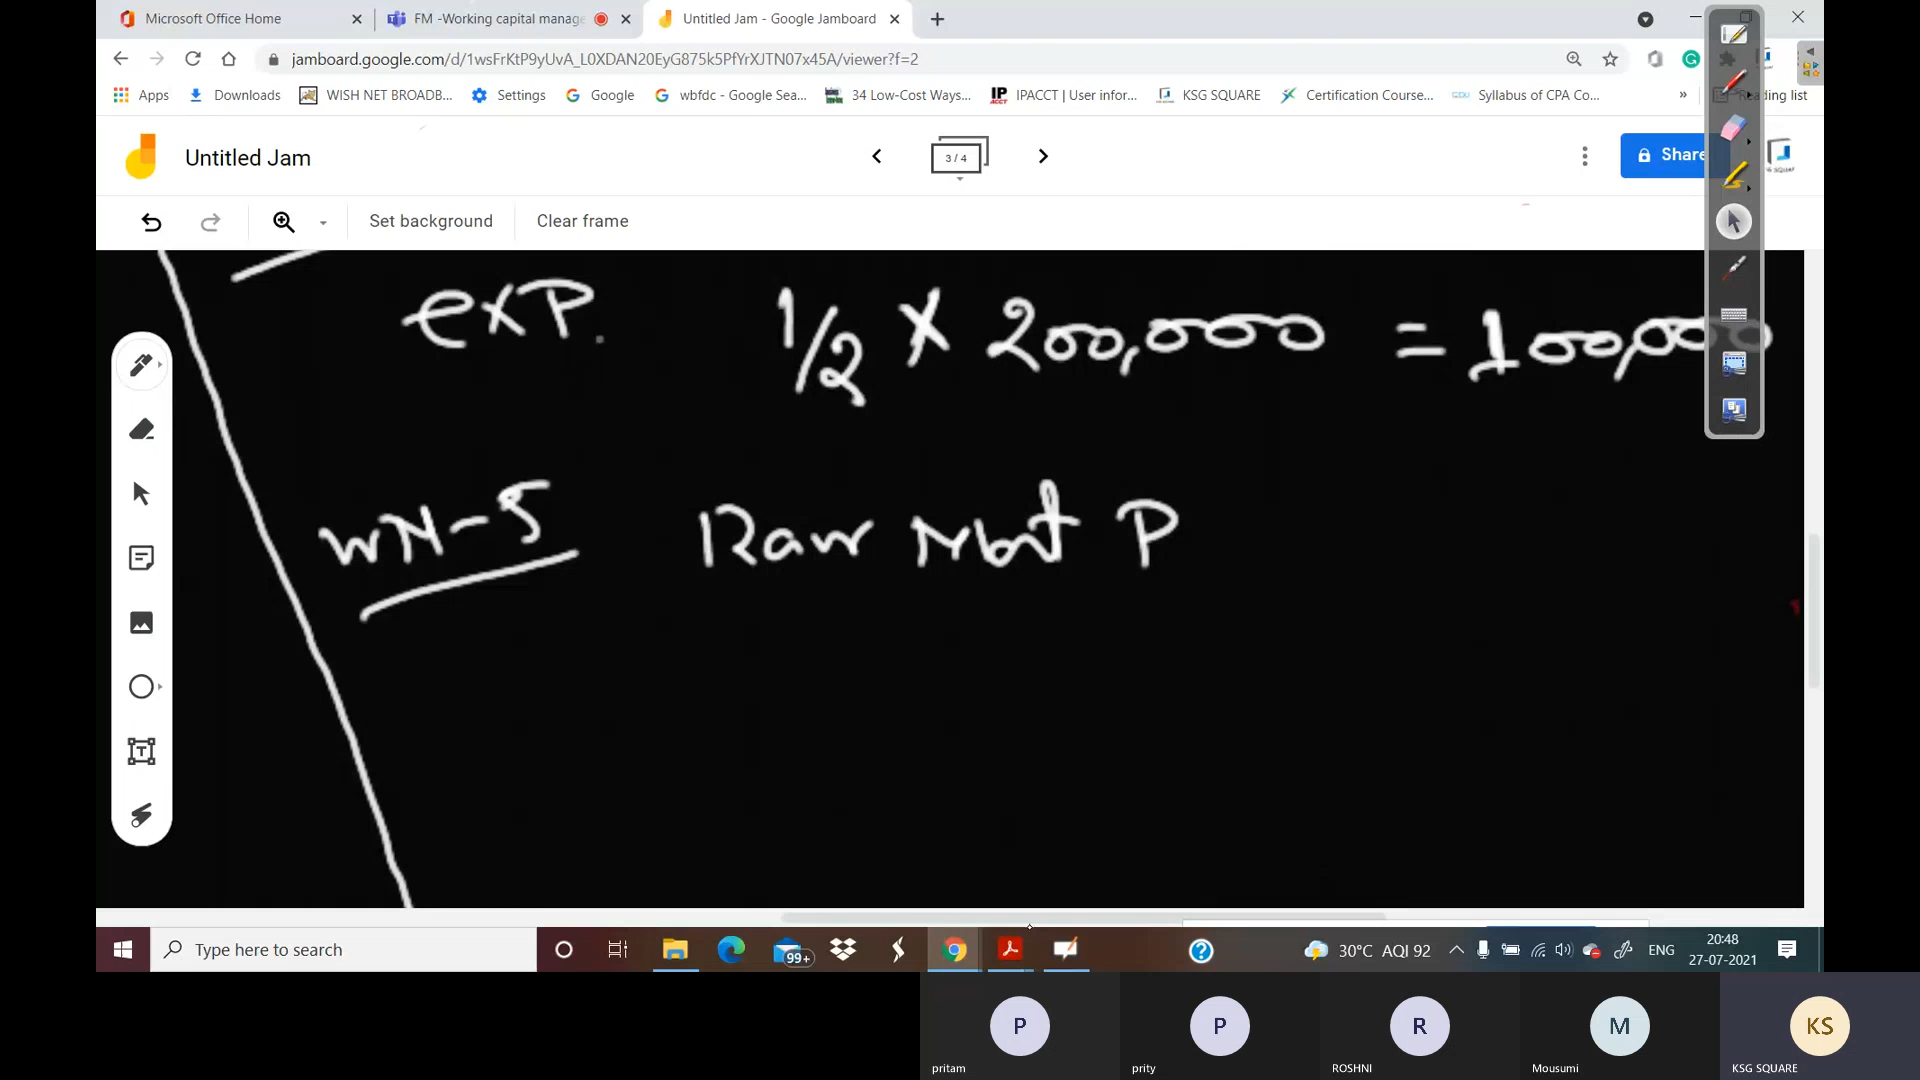 Microsoft Office Home
FM -Working capital manage
Untitled Jam - Google Jamboard
jamboard.google.com/d/1wsFrKtP9yUvA_L0XDAN20EyG875k5PfYrXJTN07x45A/viewer?f=2
Apps Downloads WISH NET BROADB... Settings Google wbfdc - Google Sea... 34 Low-Cost Ways... IPACCT | User infor... KSG SQUARE Certification Course... Syllabus of CPA Co... » Reading list
Untitled Jam
3 / 4
Share
Set background Clear frame
exP. 1/2 X 200,000 = 100,000
WN-5 Raw Mat P
Type here to search
99+
30°C AQI 92
ENG
20:48
27-07-2021
P P R M KS
pritam prity ROSHNI Mousumi KSG SQUARE